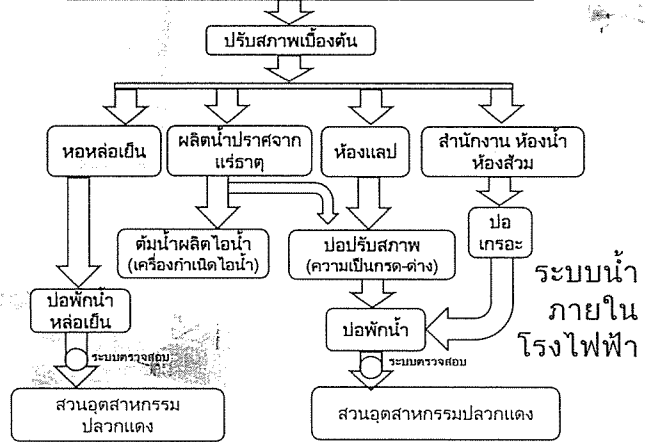 ปรับสภาพเบื้องต้น
หอหล่อเย็น
ผลิตน้ำปราศจาก
แร่ธาตุ
ห้องแลป
สำนักงาน ห้องน้ำ
ห้องส้วม
ต้มน้ำผลิตไอน้ำ
(เครื่องกำเนิดไอน้ำ)
บ่อปรับสภาพ
(ความเป็นกรด-ด่าง)
บ่อ
เกรอะ
ระบบน้ำ
ภายใน
โรงไฟฟ้า
บ่อพักน้ำ
หล่อเย็น
บ่อพักน้ำ
ระบบตรวจสอบ
ระบบตรวจสอบ
สวนอุตสาหกรรม
ปลวกแดง
สวนอุตสาหกรรมปลวกแดง